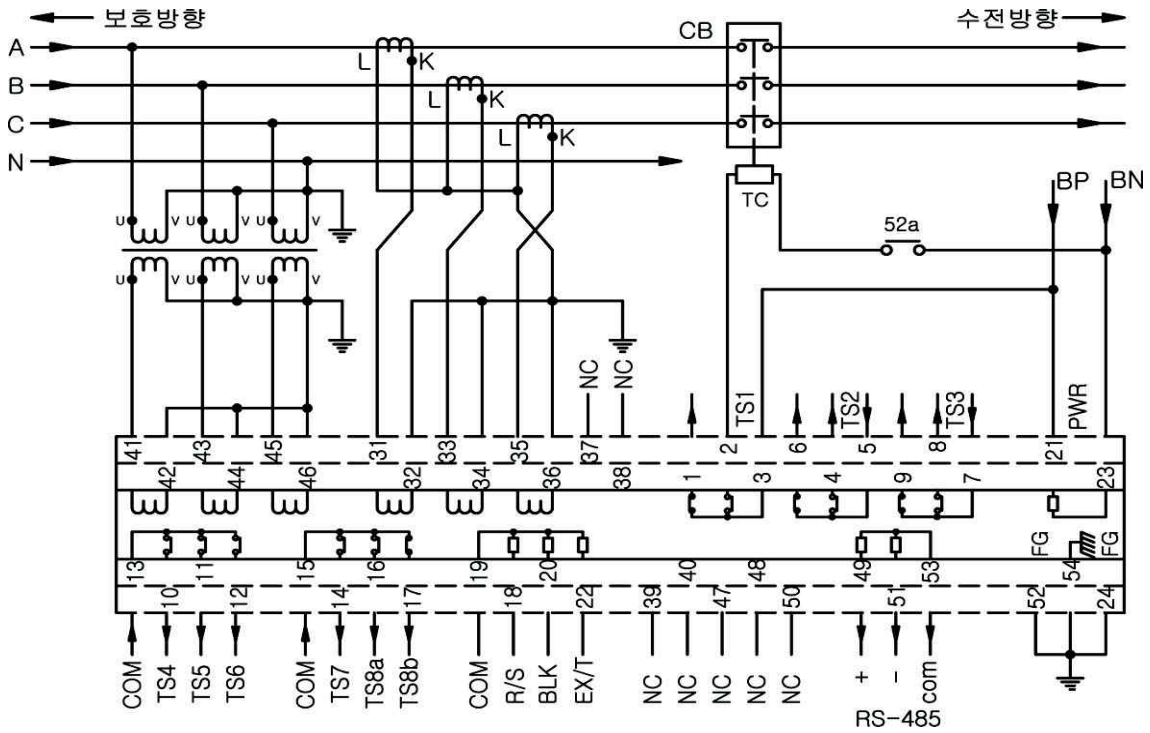 보호방향
수전방향
A
CB
L K
B
L K
C
L K
N
TC
BP BN
52a
U V U V U V
U V U V U V
NC NC
TS1 TS2 TS3 PWR
41 43 45 31 33 35 37 2 6 5 8 21
42 44 46 32 34 36 38 1 3 4 9 7 23
13 11 15 16 19 20 40 48 49 53 FG 54 FG
10 12 14 17 18 22 39 47 50 51 52 24
COM TS4 TS5 TS6 COM TS7 TS8a TS8b COM R/S BLK EX/T NC NC NC NC NC + - com
RS-485